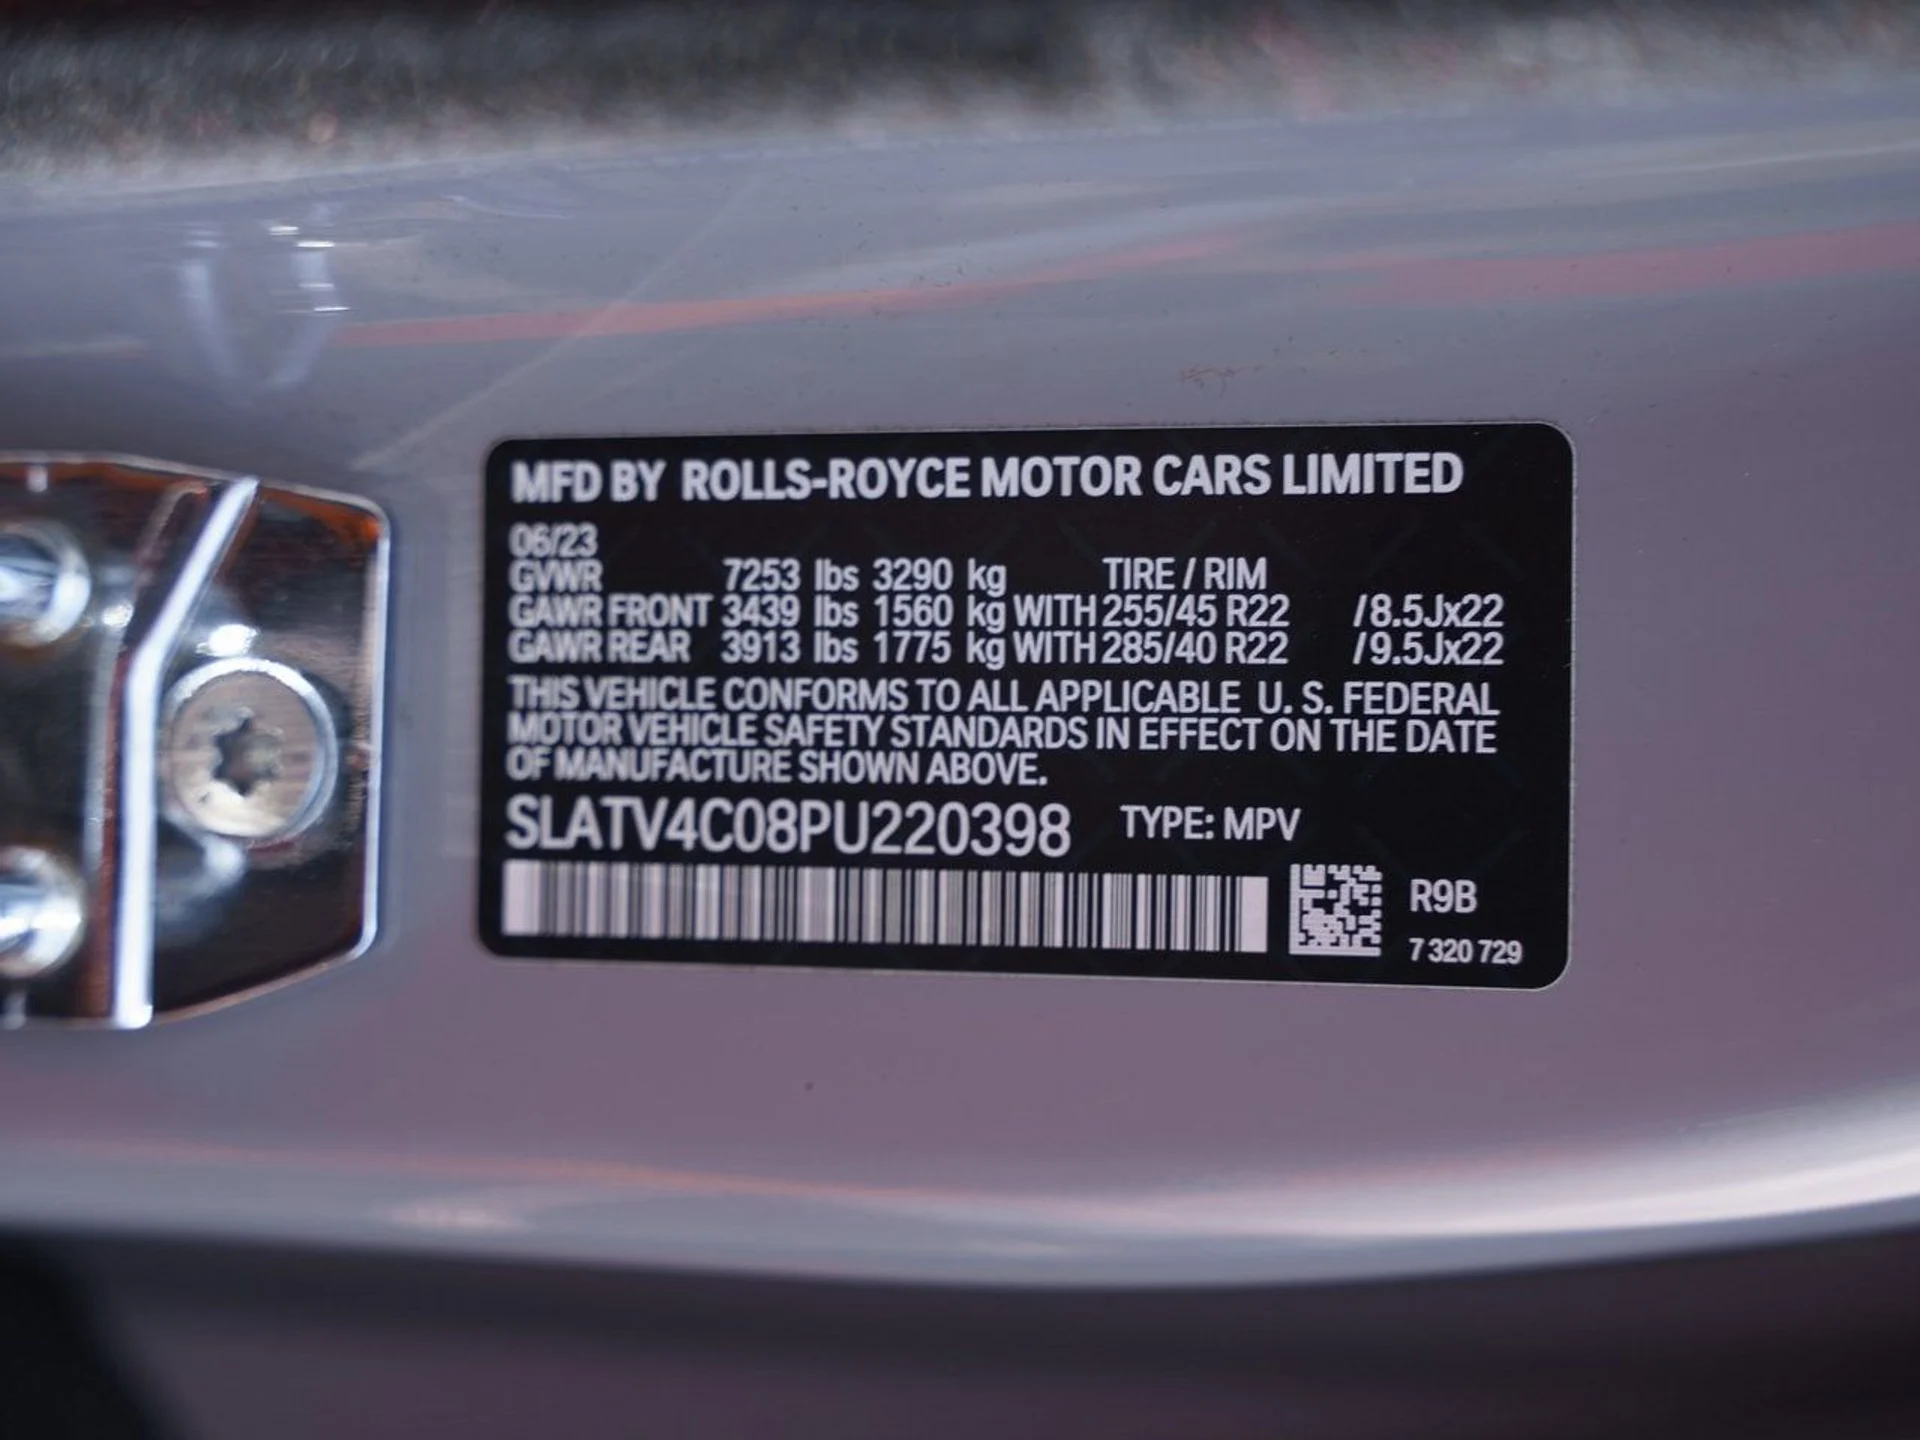 MFD BY ROLLS-ROYCE MOTOR CARS LIMITED
06/23
GVWR 7253 lbs 3290 kg TIRE / RIM
GAWR FRONT 3439 lbs 1560 kg WITH 255/45 R22 /8.5Jx22
GAWR REAR 3913 lbs 1775 kg WITH 285/40 R22 /9.5Jx22
THIS VEHICLE CONFORMS TO ALL APPLICABLE U. S. FEDERAL
MOTOR VEHICLE SAFETY STANDARDS IN EFFECT ON THE DATE
OF MANUFACTURE SHOWN ABOVE.
SLATV4C08PU220398 TYPE: MPV
R9B
7 320 729